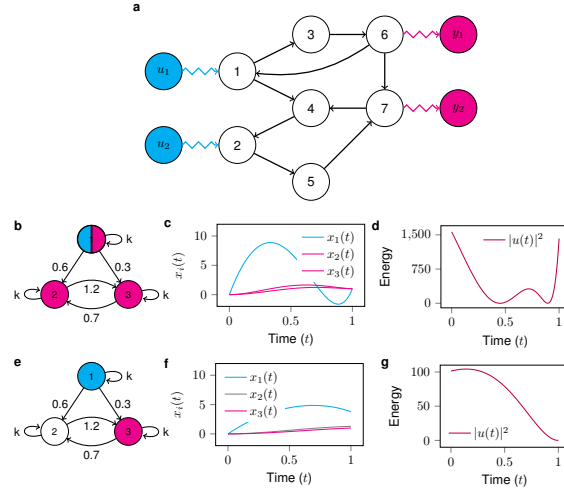 a
3
6
y₁
u₁
1
4
7
y₂
u₂
2
5
b
1
k
0.6
0.3
1.2
k
2
3
k
0.7
c
10
5
0
xᵢ(t)
x₁(t)
x₂(t)
x₃(t)
0
0.5
1
Time (t)
d
1,500
750
0
Energy
|u(t)|²
0
0.5
1
Time (t)
e
1
k
0.6
0.3
1.2
k
2
3
k
0.7
f
10
5
0
xᵢ(t)
x₁(t)
x₂(t)
x₃(t)
0
0.5
1
Time (t)
g
100
50
0
Energy
|u(t)|²
0
0.5
1
Time (t)